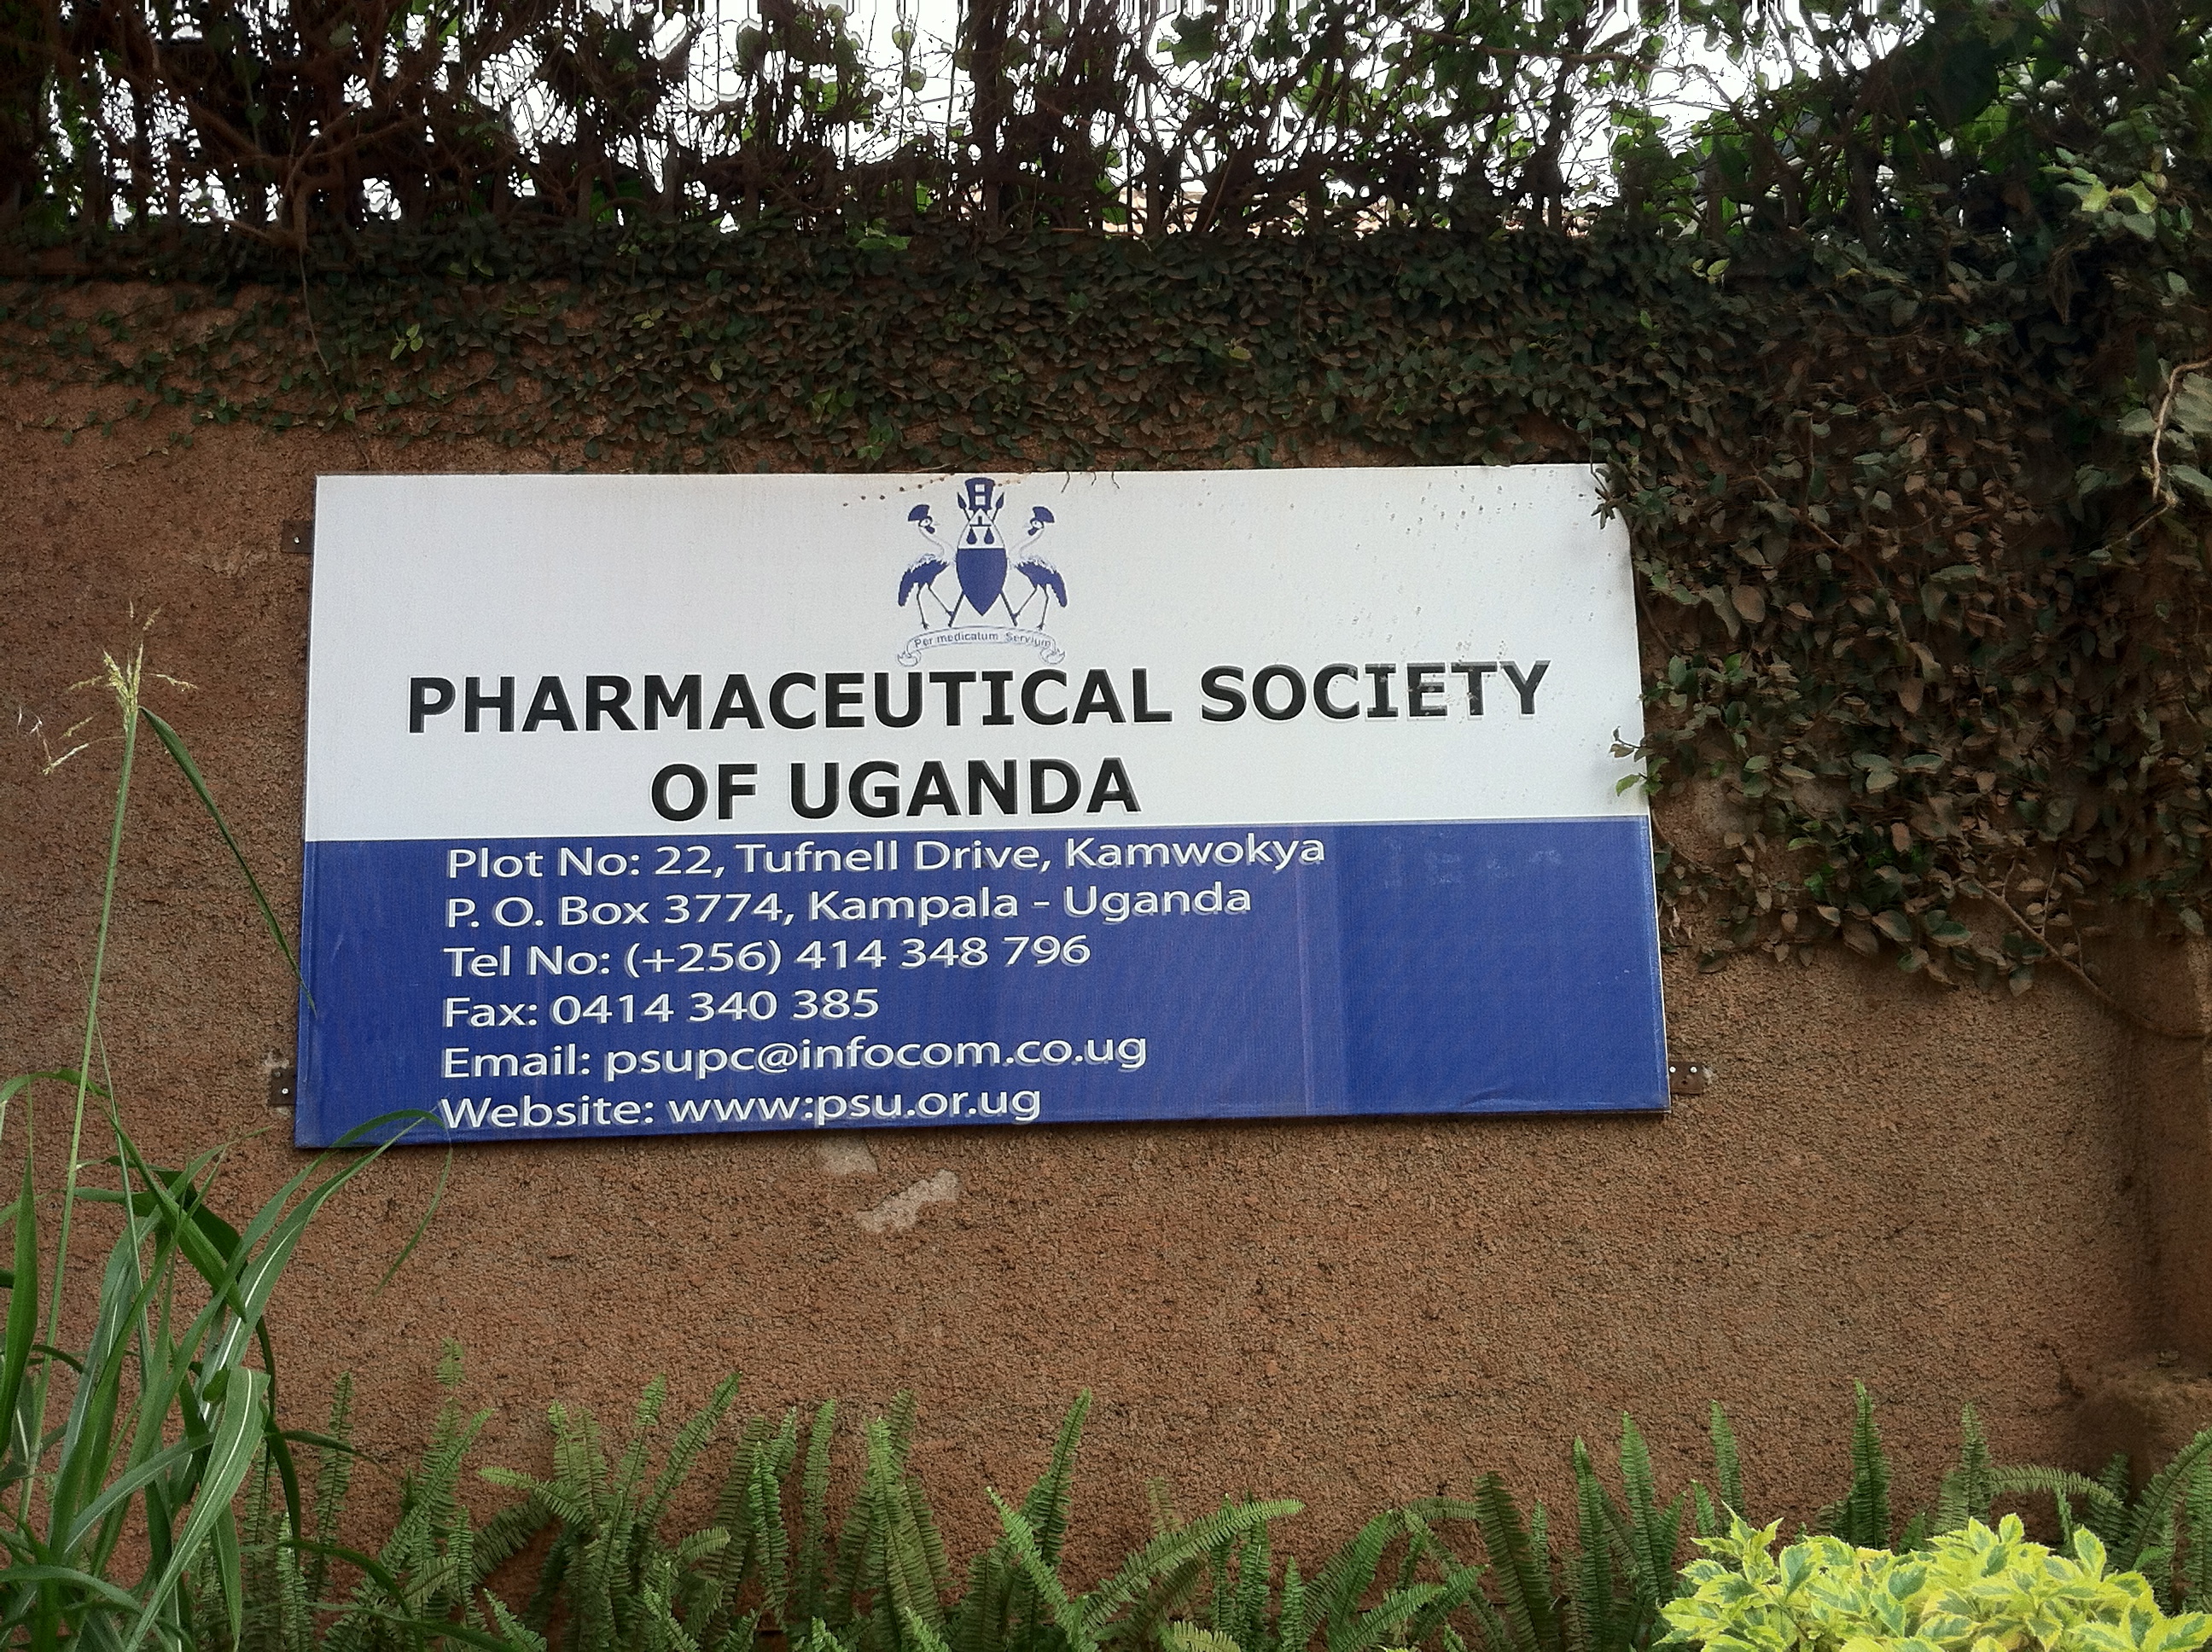 Per medicatum Servium
PHARMACEUTICAL SOCIETY
OF UGANDA
Plot No: 22, Tufnell Drive, Kamwokya
P. O. Box 3774, Kampala - Uganda
Tel No: (+256) 414 348 796
Fax: 0414 340 385
Email: psupc@infocom.co.ug
Website: www:psu.or.ug